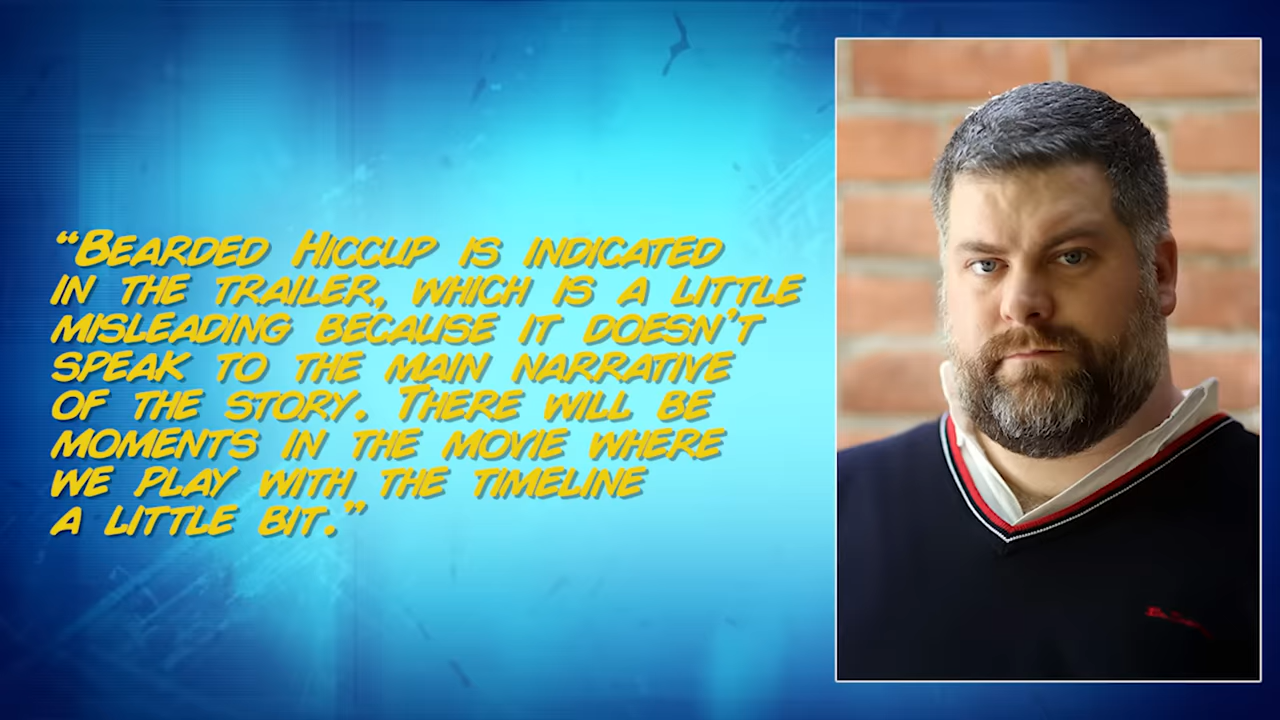 “Bearded Hiccup is indicated
in the trailer, which is a little
misleading because it doesn’t
speak to the main narrative
of the story. There will be
moments in the movie where
we play with the timeline
a little bit.”